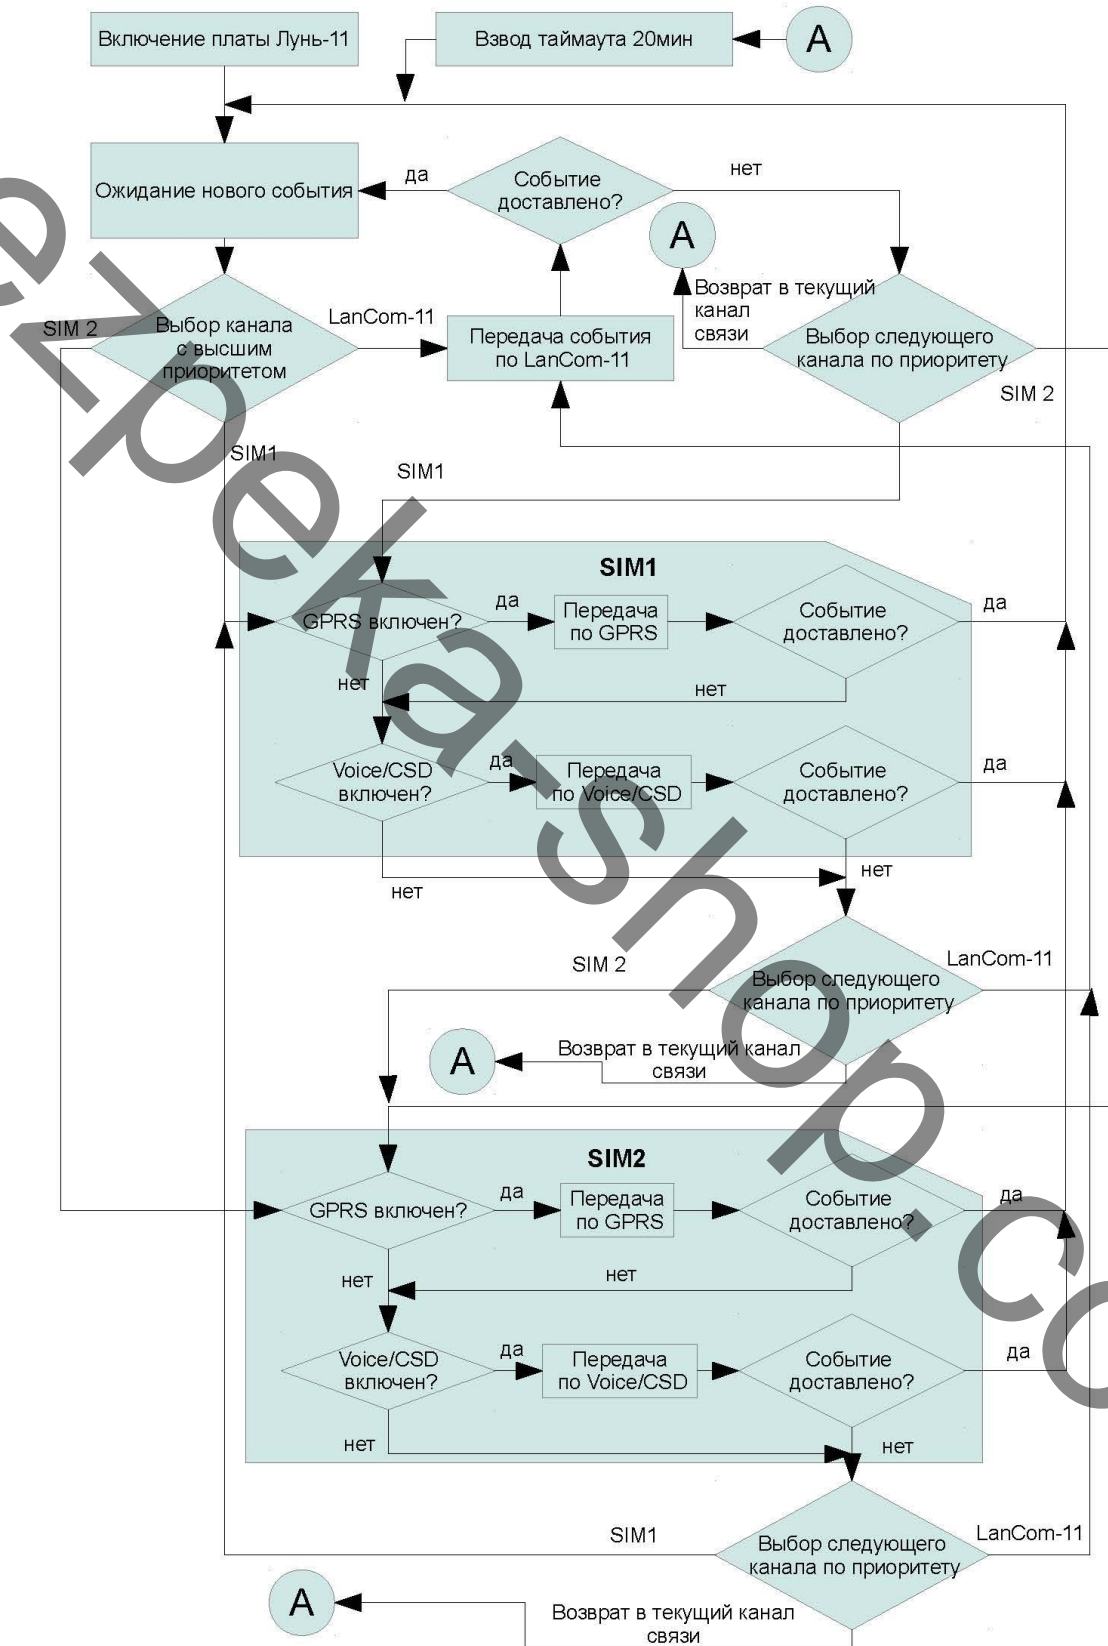 Включение платы Лунь-11
Взвод таймаута 20мин
A
Ожидание нового события
да
Событие
доставлено?
нет
A
SIM 2
Выбор канала
с высшим
приоритетом
LanCom-11
Передача события
по LanCom-11
Возврат в текущий
канал
связи
Выбор следующего
канала по приоритету
SIM 2
SIM1
SIM1
SIM1
GPRS включен?
да
Передача
по GPRS
Событие
доставлено?
да
нет
нет
Voice/CSD
включен?
да
Передача
по Voice/CSD
Событие
доставлено?
да
нет
нет
SIM 2
Выбор следующего
канала по приоритету
LanCom-11
A
Возврат в текущий канал
связи
SIM2
GPRS включен?
да
Передача
по GPRS
Событие
доставлено?
да
нет
нет
Voice/CSD
включен?
да
Передача
по Voice/CSD
Событие
доставлено?
да
нет
нет
SIM1
Выбор следующего
канала по приоритету
LanCom-11
A
Возврат в текущий канал
связи
ezpeka-shop.co